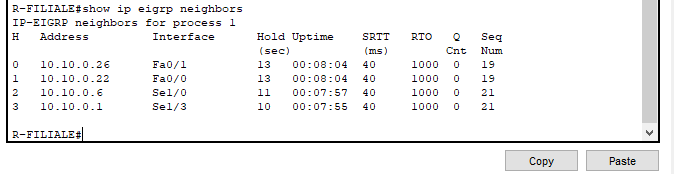 R-FILIALE#show ip eigrp neighbors
IP-EIGRP neighbors for process 1
H   Address         Interface      Hold Uptime    SRTT   RTO   Q   Seq
                                   (sec)          (ms)        Cnt  Num
0   10.10.0.26      Fa0/1          13   00:08:04  40     1000  0   19
1   10.10.0.22      Fa0/0          13   00:08:04  40     1000  0   19
2   10.10.0.6       Se1/0          11   00:07:57  40     1000  0   21
3   10.10.0.1       Se1/3          10   00:07:55  40     1000  0   21
R-FILIALE#
Copy Paste